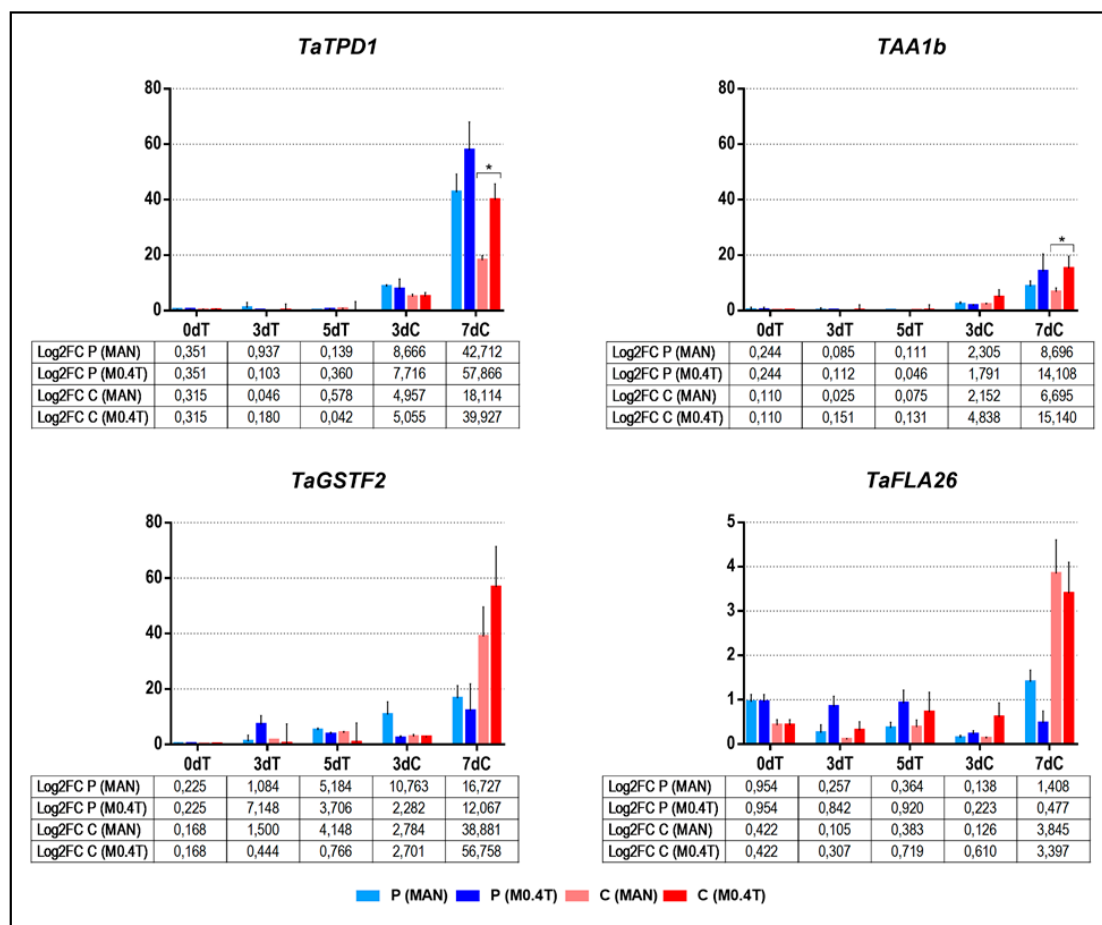 TaTPD1
80
60
40
20
0
*
0dT 3dT 5dT 3dC 7dC
Log2FC P (MAN) 0,351 0,937 0,139 8,666 42,712
Log2FC P (M0.4T) 0,351 0,103 0,360 7,716 57,866
Log2FC C (MAN) 0,315 0,046 0,578 4,957 18,114
Log2FC C (M0.4T) 0,315 0,180 0,042 5,055 39,927
TAA1b
80
60
40
20
0
*
0dT 3dT 5dT 3dC 7dC
Log2FC P (MAN) 0,244 0,085 0,111 2,305 8,696
Log2FC P (M0.4T) 0,244 0,112 0,046 1,791 14,108
Log2FC C (MAN) 0,110 0,025 0,075 2,152 6,695
Log2FC C (M0.4T) 0,110 0,151 0,131 4,838 15,140
TaGSTF2
80
60
40
20
0
0dT 3dT 5dT 3dC 7dC
Log2FC P (MAN) 0,225 1,084 5,184 10,763 16,727
Log2FC P (M0.4T) 0,225 7,148 3,706 2,282 12,067
Log2FC C (MAN) 0,168 1,500 4,148 2,784 38,881
Log2FC C (M0.4T) 0,168 0,444 0,766 2,701 56,758
TaFLA26
5
4
3
2
1
0
0dT 3dT 5dT 3dC 7dC
Log2FC P (MAN) 0,954 0,257 0,364 0,138 1,408
Log2FC P (M0.4T) 0,954 0,842 0,920 0,223 0,477
Log2FC C (MAN) 0,422 0,105 0,383 0,126 3,845
Log2FC C (M0.4T) 0,422 0,307 0,719 0,610 3,397
P (MAN) P (M0.4T) C (MAN) C (M0.4T)